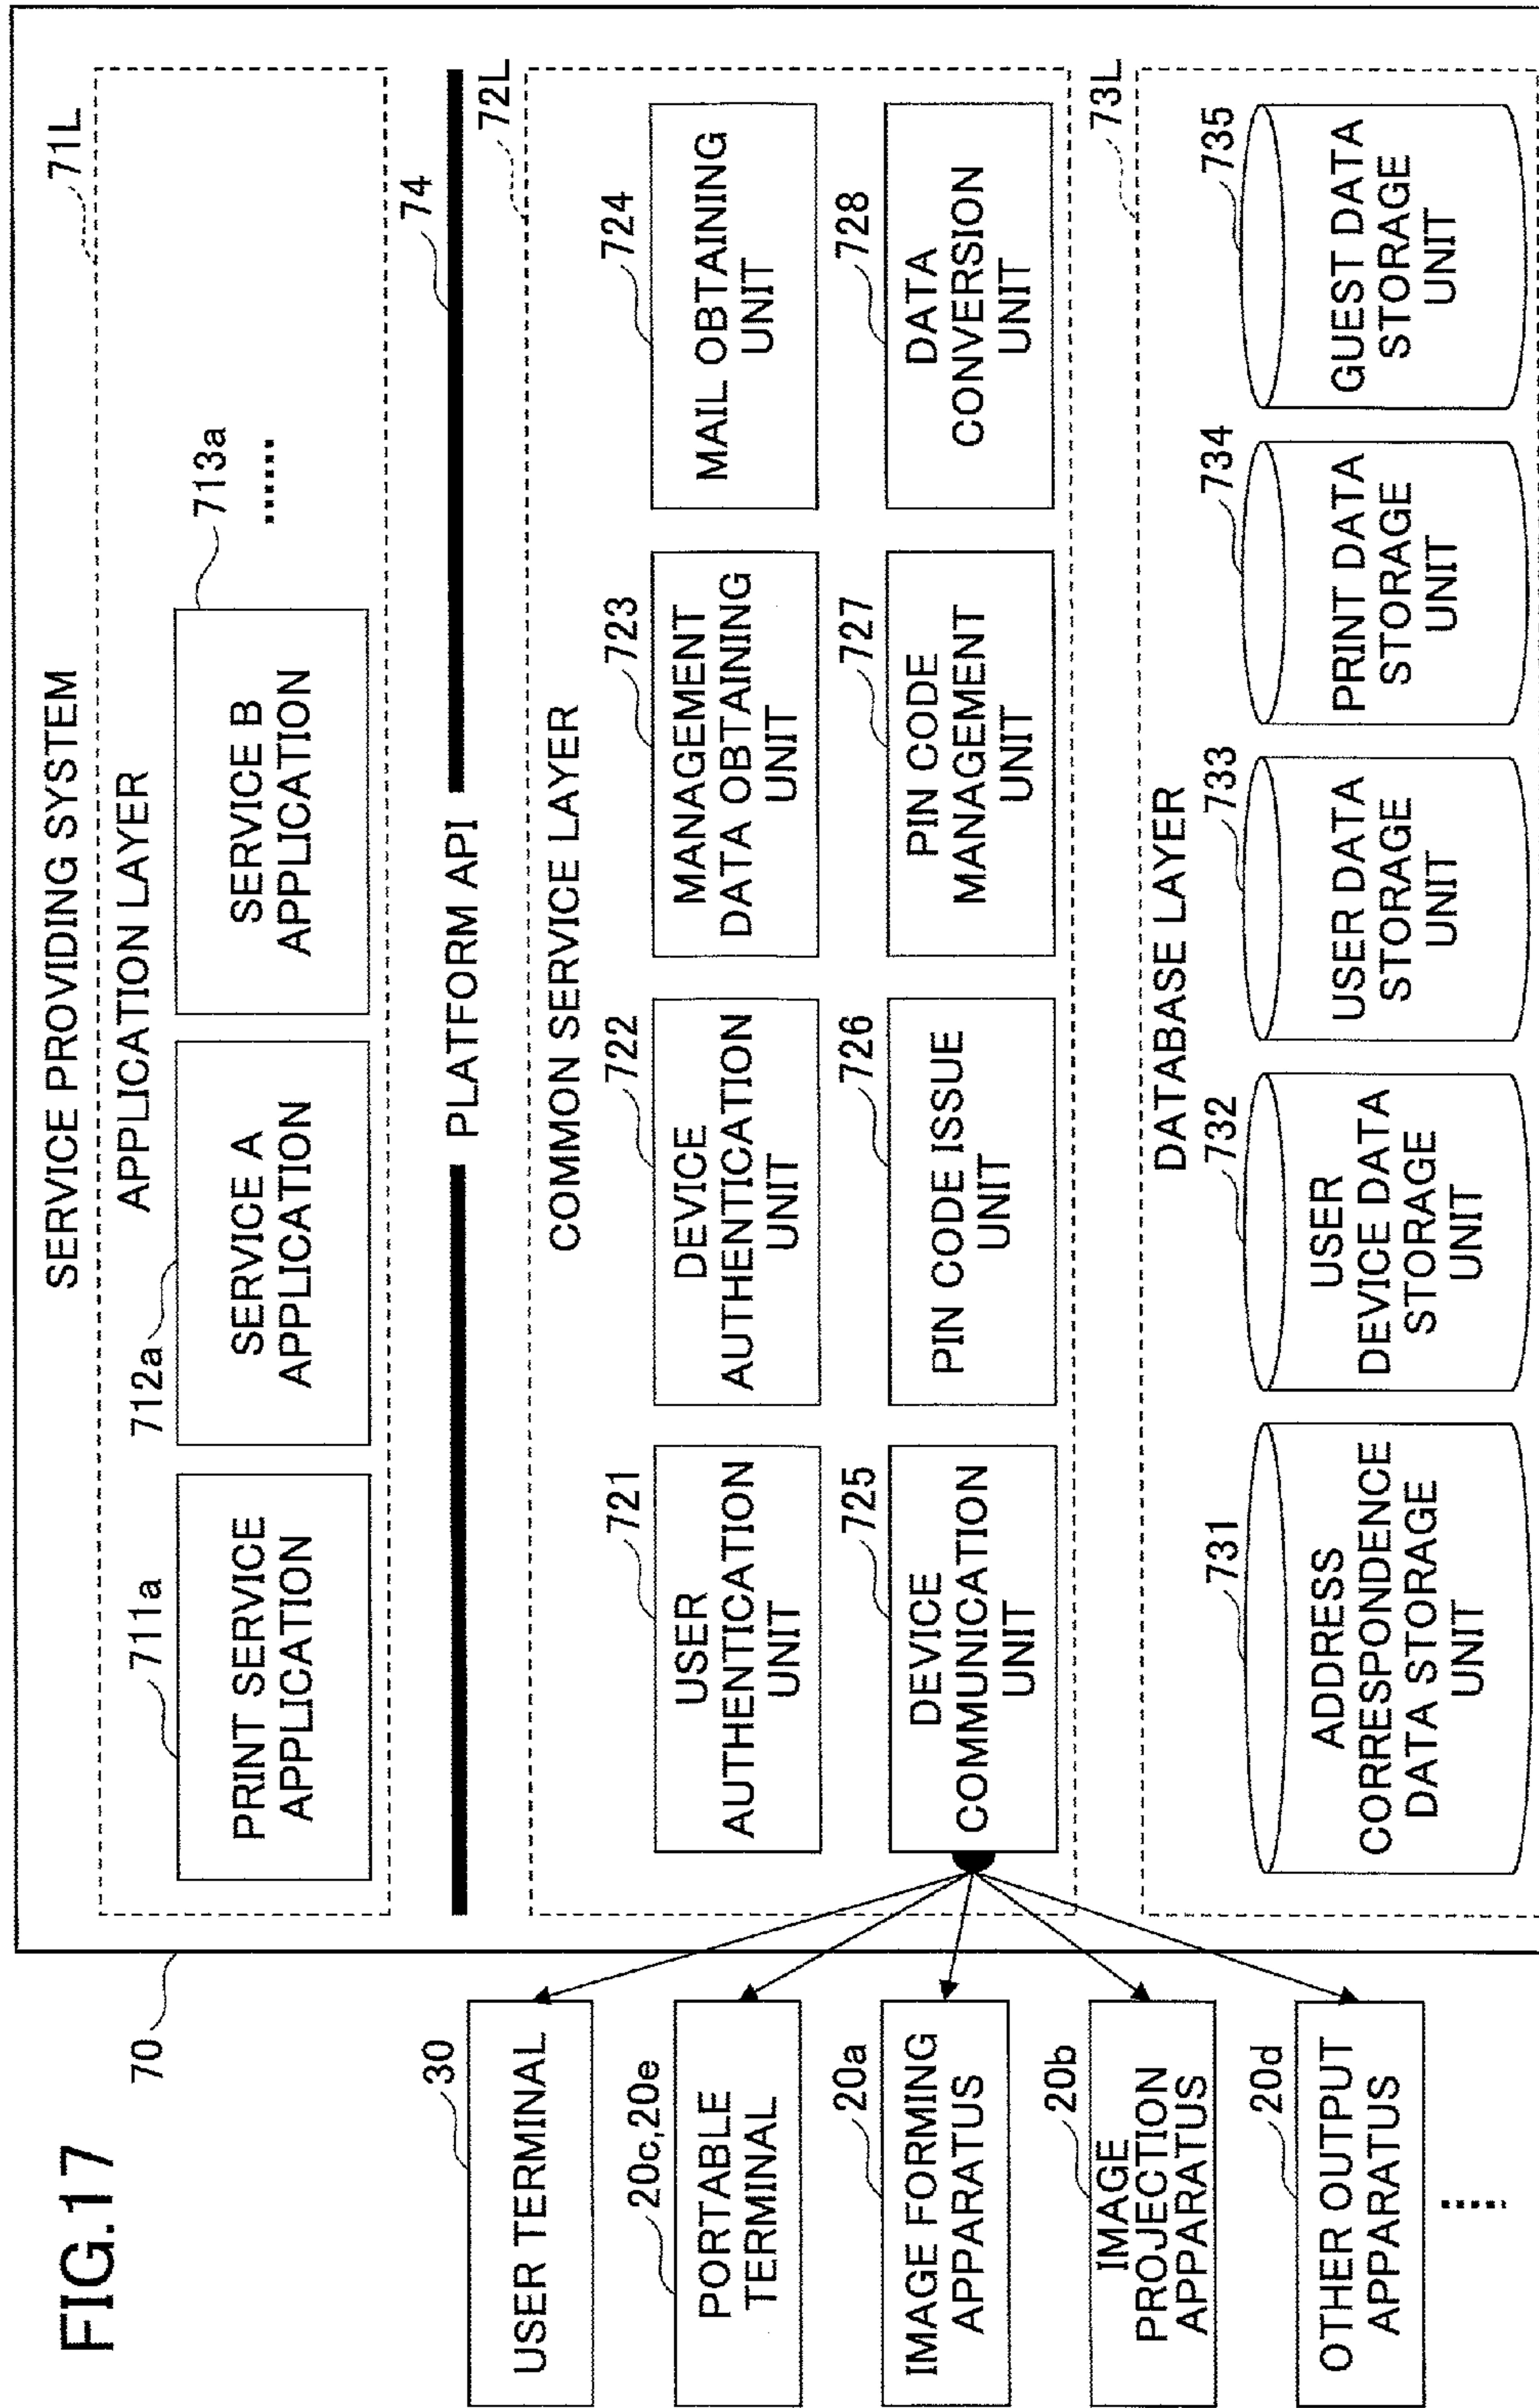 FIG.17
70
SERVICE PROVIDING SYSTEM
71L
APPLICATION LAYER
711a
PRINT SERVICE
APPLICATION
712a
SERVICE A
APPLICATION
713a
SERVICE B
APPLICATION
......
PLATFORM API
74
72L
COMMON SERVICE LAYER
721
USER
AUTHENTICATION
UNIT
722
DEVICE
AUTHENTICATION
UNIT
723
MANAGEMENT
DATA OBTAINING
UNIT
724
MAIL OBTAINING
UNIT
725
DEVICE
COMMUNICATION
UNIT
726
PIN CODE ISSUE
UNIT
727
PIN CODE
MANAGEMENT
UNIT
728
DATA
CONVERSION
UNIT
73L
DATABASE LAYER
731
ADDRESS
CORRESPONDENCE
DATA STORAGE
UNIT
732
USER
DEVICE DATA
STORAGE
UNIT
733
USER DATA
STORAGE
UNIT
734
PRINT DATA
STORAGE
UNIT
735
GUEST DATA
STORAGE
UNIT
30
USER TERMINAL
20c,20e
PORTABLE
TERMINAL
20a
IMAGE FORMING
APPARATUS
20b
IMAGE
PROJECTION
APPARATUS
20d
OTHER OUTPUT
APPARATUS
......